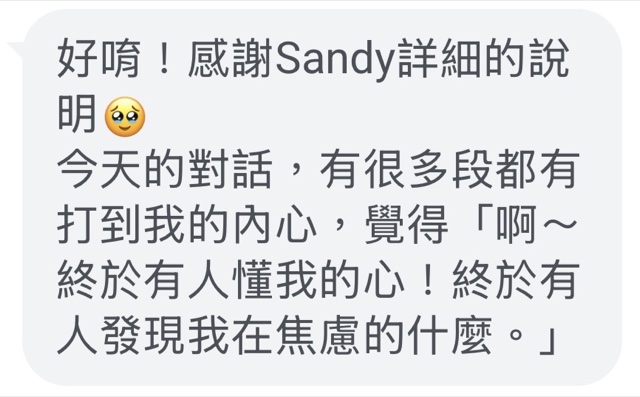 好唷！感謝Sandy詳細的說
明🥹
今天的對話，有很多段都有
打到我的內心，覺得「啊～
終於有人懂我的心！終於有
人發現我在焦慮的什麼。」